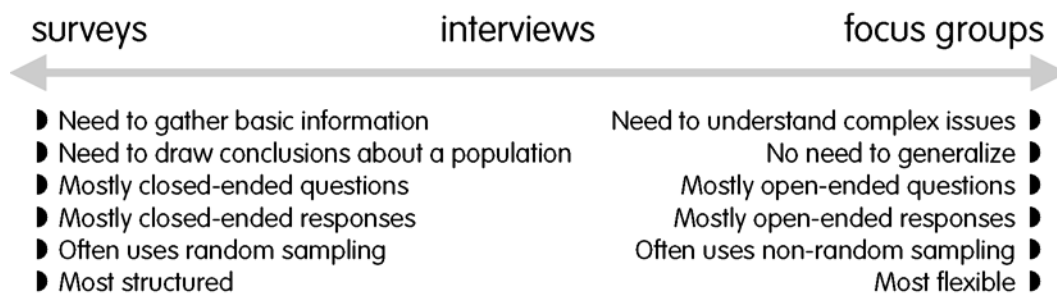 surveys interviews focus groups
Need to gather basic information
Need to draw conclusions about a population
Mostly closed-ended questions
Mostly closed-ended responses
Often uses random sampling
Most structured
Need to understand complex issues
No need to generalize
Mostly open-ended questions
Mostly open-ended responses
Often uses non-random sampling
Most flexible